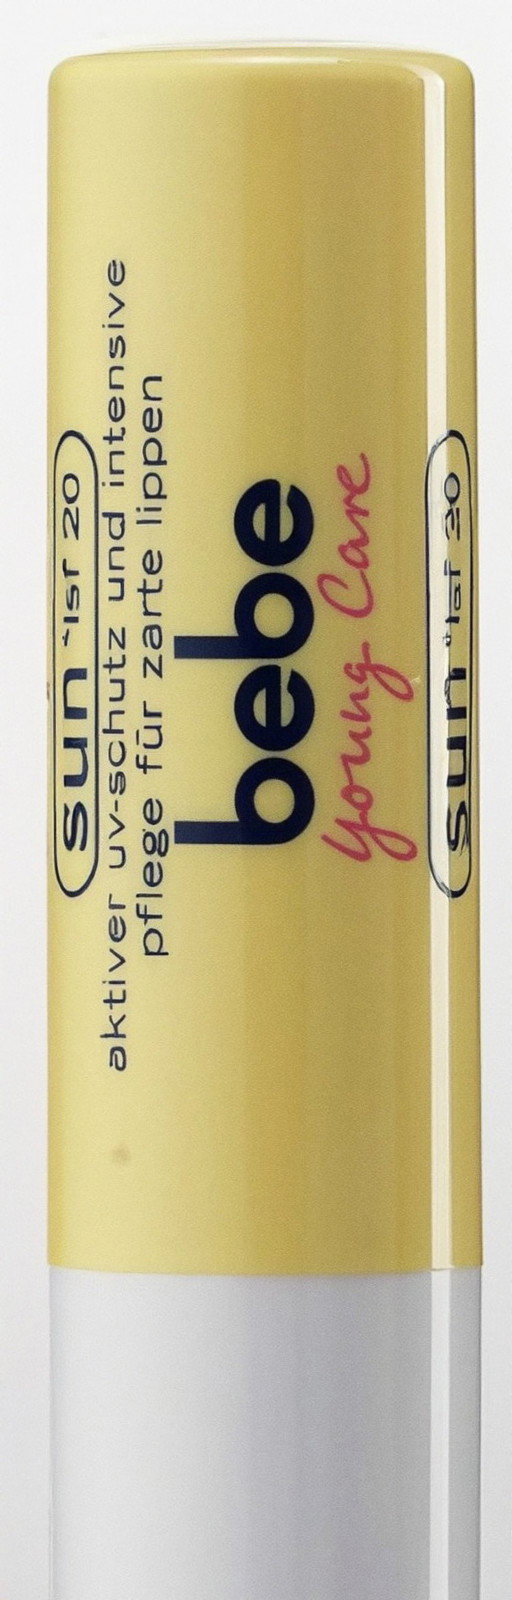 sun lsf 20
aktiver uv-schutz und intensive
pflege für zarte lippen
bebe
Young Care
sun lsf 20